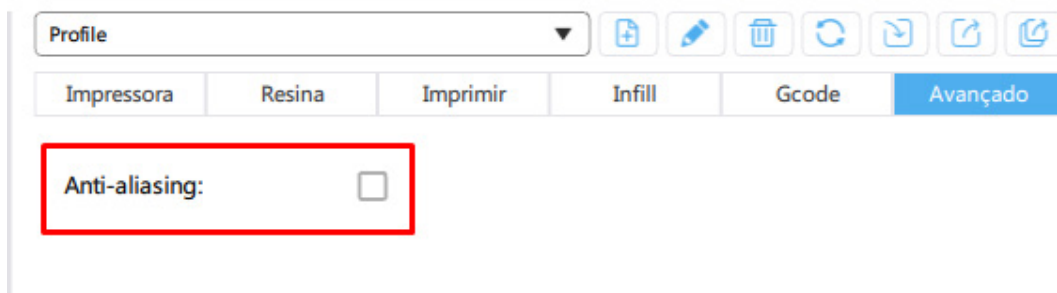 Profile
Impressora Resina Imprimir Infill Gcode Avançado
Anti-aliasing: